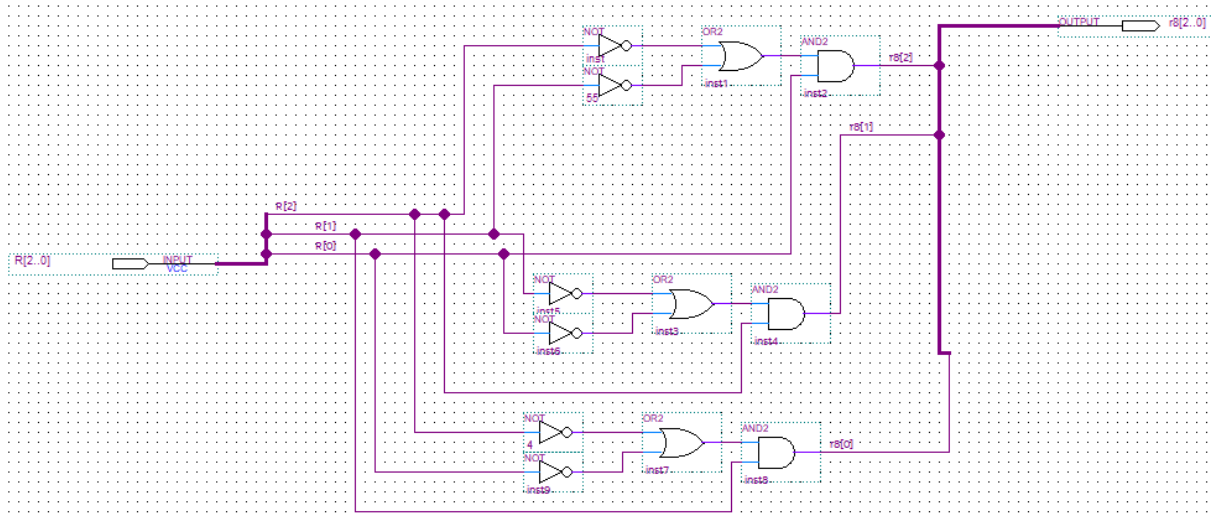 OUTPUT
r8[2..0]
NOT
inst
OR2
inst1
AND2
inst2
r8[2]
NOT
55
r8[1]
R[2]
R[1]
R[0]
R[2..0]
INPUT
VCC
NOT
inst5
OR2
inst3
AND2
inst4
NOT
inst6
NOT
4
OR2
inst7
AND2
inst8
r8[0]
NOT
inst9